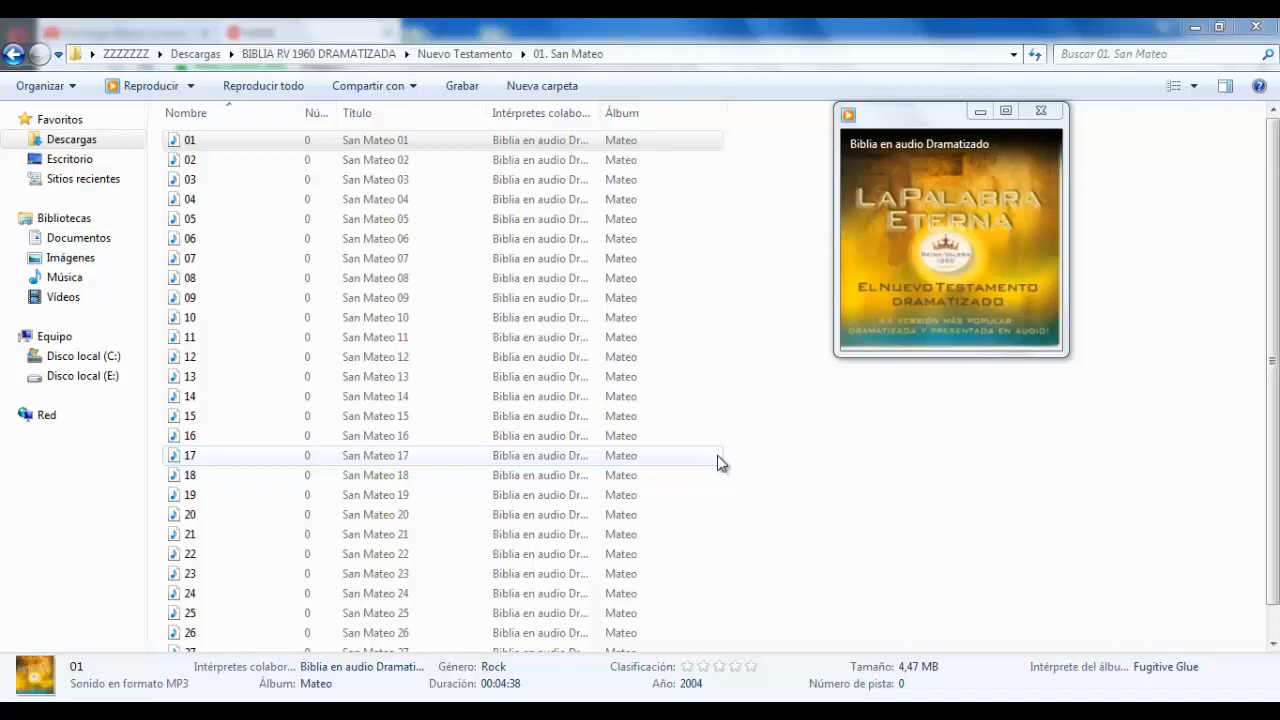 ZZZZZZZ Descargas BIBLIA RV 1960 DRAMATIZADA Nuevo Testamento 01. San Mateo Buscar 01. San Mateo
Organizar Reproducir Reproducir todo Compartir con Grabar Nueva carpeta
Favoritos
Descargas
Escritorio
Sitios recientes
Bibliotecas
Documentos
Imágenes
Música
Vídeos
Equipo
Disco local (C:)
Disco local (E:)
Red
Nombre Nú... Título Intérpretes colabo... Álbum
01 0 San Mateo 01 Biblia en audio Dr... Mateo
02 0 San Mateo 02 Biblia en audio Dr... Mateo
03 0 San Mateo 03 Biblia en audio Dr... Mateo
04 0 San Mateo 04 Biblia en audio Dr... Mateo
05 0 San Mateo 05 Biblia en audio Dr... Mateo
06 0 San Mateo 06 Biblia en audio Dr... Mateo
07 0 San Mateo 07 Biblia en audio Dr... Mateo
08 0 San Mateo 08 Biblia en audio Dr... Mateo
09 0 San Mateo 09 Biblia en audio Dr... Mateo
10 0 San Mateo 10 Biblia en audio Dr... Mateo
11 0 San Mateo 11 Biblia en audio Dr... Mateo
12 0 San Mateo 12 Biblia en audio Dr... Mateo
13 0 San Mateo 13 Biblia en audio Dr... Mateo
14 0 San Mateo 14 Biblia en audio Dr... Mateo
15 0 San Mateo 15 Biblia en audio Dr... Mateo
16 0 San Mateo 16 Biblia en audio Dr... Mateo
17 0 San Mateo 17 Biblia en audio Dr... Mateo
18 0 San Mateo 18 Biblia en audio Dr... Mateo
19 0 San Mateo 19 Biblia en audio Dr... Mateo
20 0 San Mateo 20 Biblia en audio Dr... Mateo
21 0 San Mateo 21 Biblia en audio Dr... Mateo
22 0 San Mateo 22 Biblia en audio Dr... Mateo
23 0 San Mateo 23 Biblia en audio Dr... Mateo
24 0 San Mateo 24 Biblia en audio Dr... Mateo
25 0 San Mateo 25 Biblia en audio Dr... Mateo
26 0 San Mateo 26 Biblia en audio Dr... Mateo
Biblia en audio Dramatizado
LA PALABRA
ETERNA
REINA-VALERA
1960
EL NUEVO TESTAMENTO
DRAMATIZADO
¡LA VERSIÓN MÁS POPULAR
DRAMATIZADA Y PRESENTADA EN AUDIO!
01 Intérpretes colabor... Biblia en audio Dramati... Género: Rock Clasificación: Tamaño: 4,47 MB Intérprete del álbu... Fugitive Glue
Sonido en formato MP3 Álbum: Mateo Duración: 00:04:38 Año: 2004 Número de pista: 0